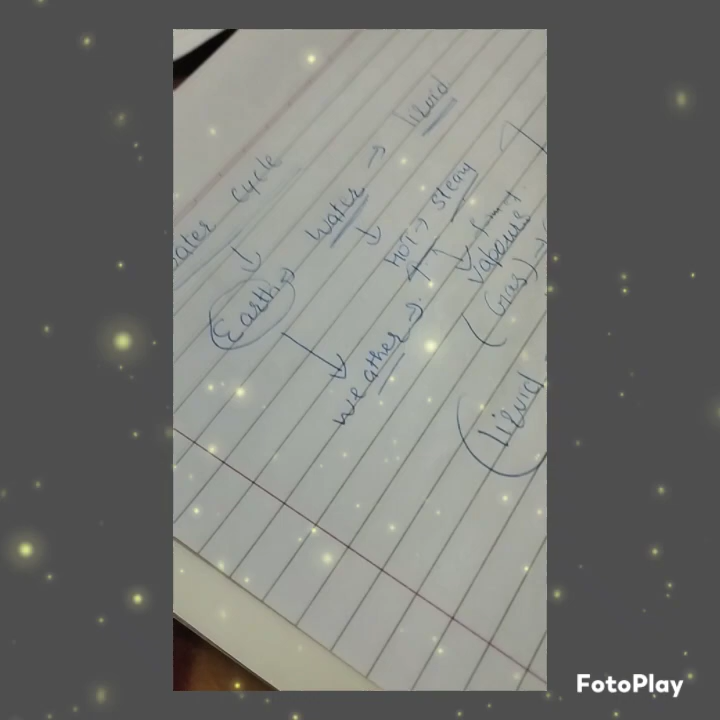 water cycle
↓
Earth → water → liquid
↓
HOT → steam
↓
weather →
vapours
(Gas) →
liquid
FotoPlay